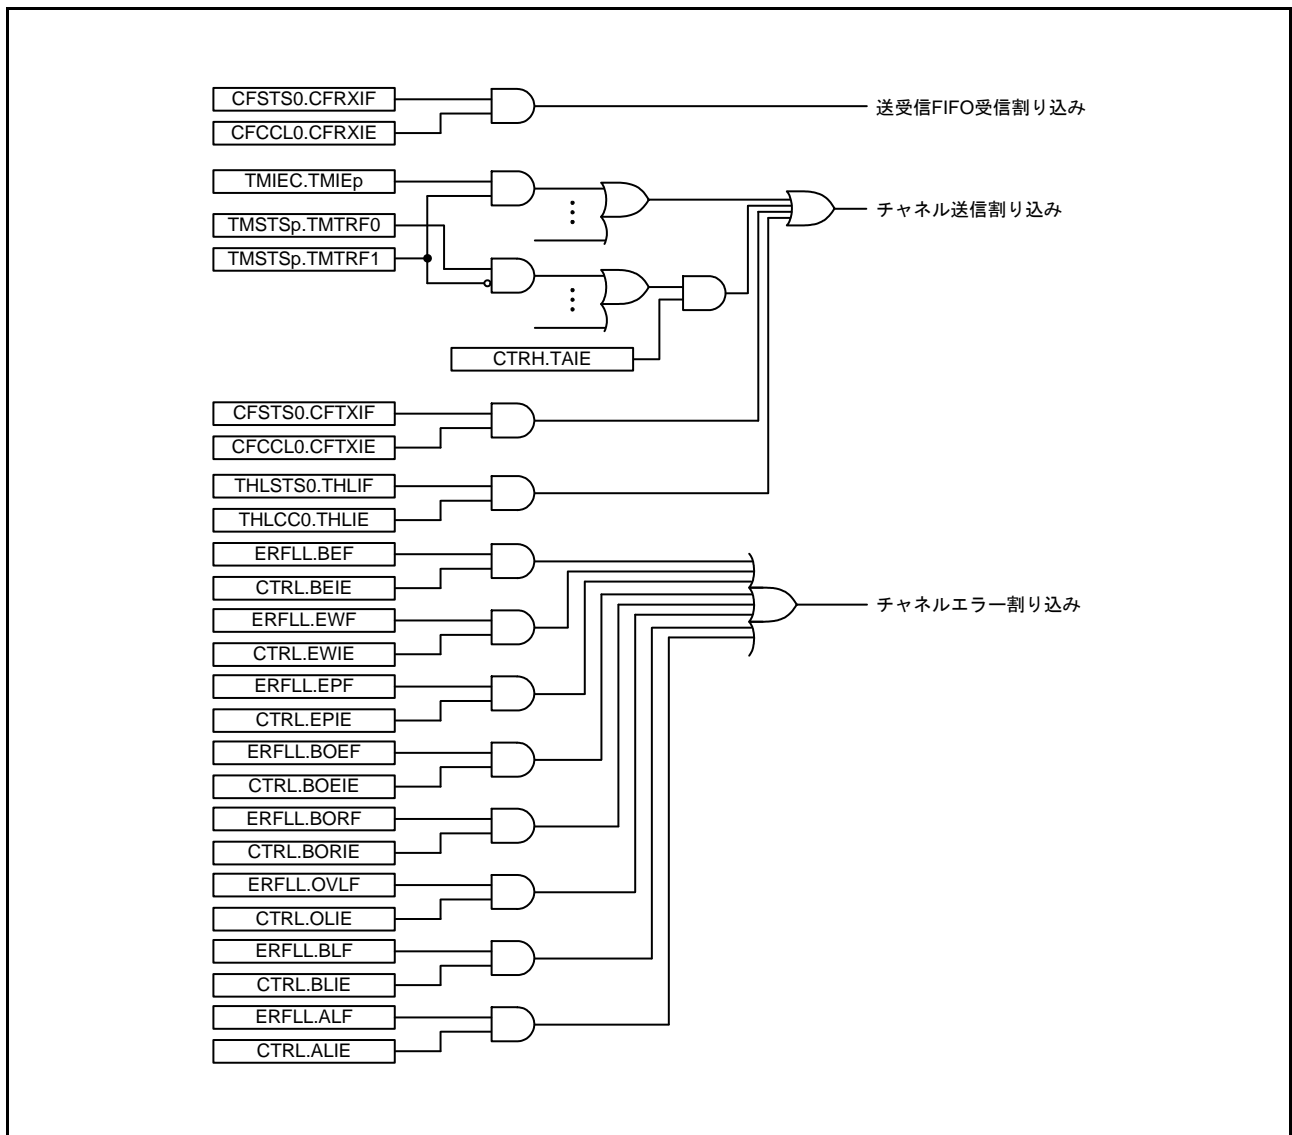 CFSTS0.CFRXIF
送受信FIFO受信割り込み
CFCCL0.CFRXIE
TMIEC.TMIEp
チャネル送信割り込み
TMSTSp.TMTRF0
TMSTSp.TMTRF1
CTRH.TAIE
CFSTS0.CFTXIF
CFCCL0.CFTXIE
THLSTS0.THLIF
THLCC0.THLIE
ERFLL.BEF
CTRL.BEIE
チャネルエラー割り込み
ERFLL.EWF
CTRL.EWIE
ERFLL.EPF
CTRL.EPIE
ERFLL.BOEF
CTRL.BOEIE
ERFLL.BORF
CTRL.BORIE
ERFLL.OVLF
CTRL.OLIE
ERFLL.BLF
CTRL.BLIE
ERFLL.ALF
CTRL.ALIE